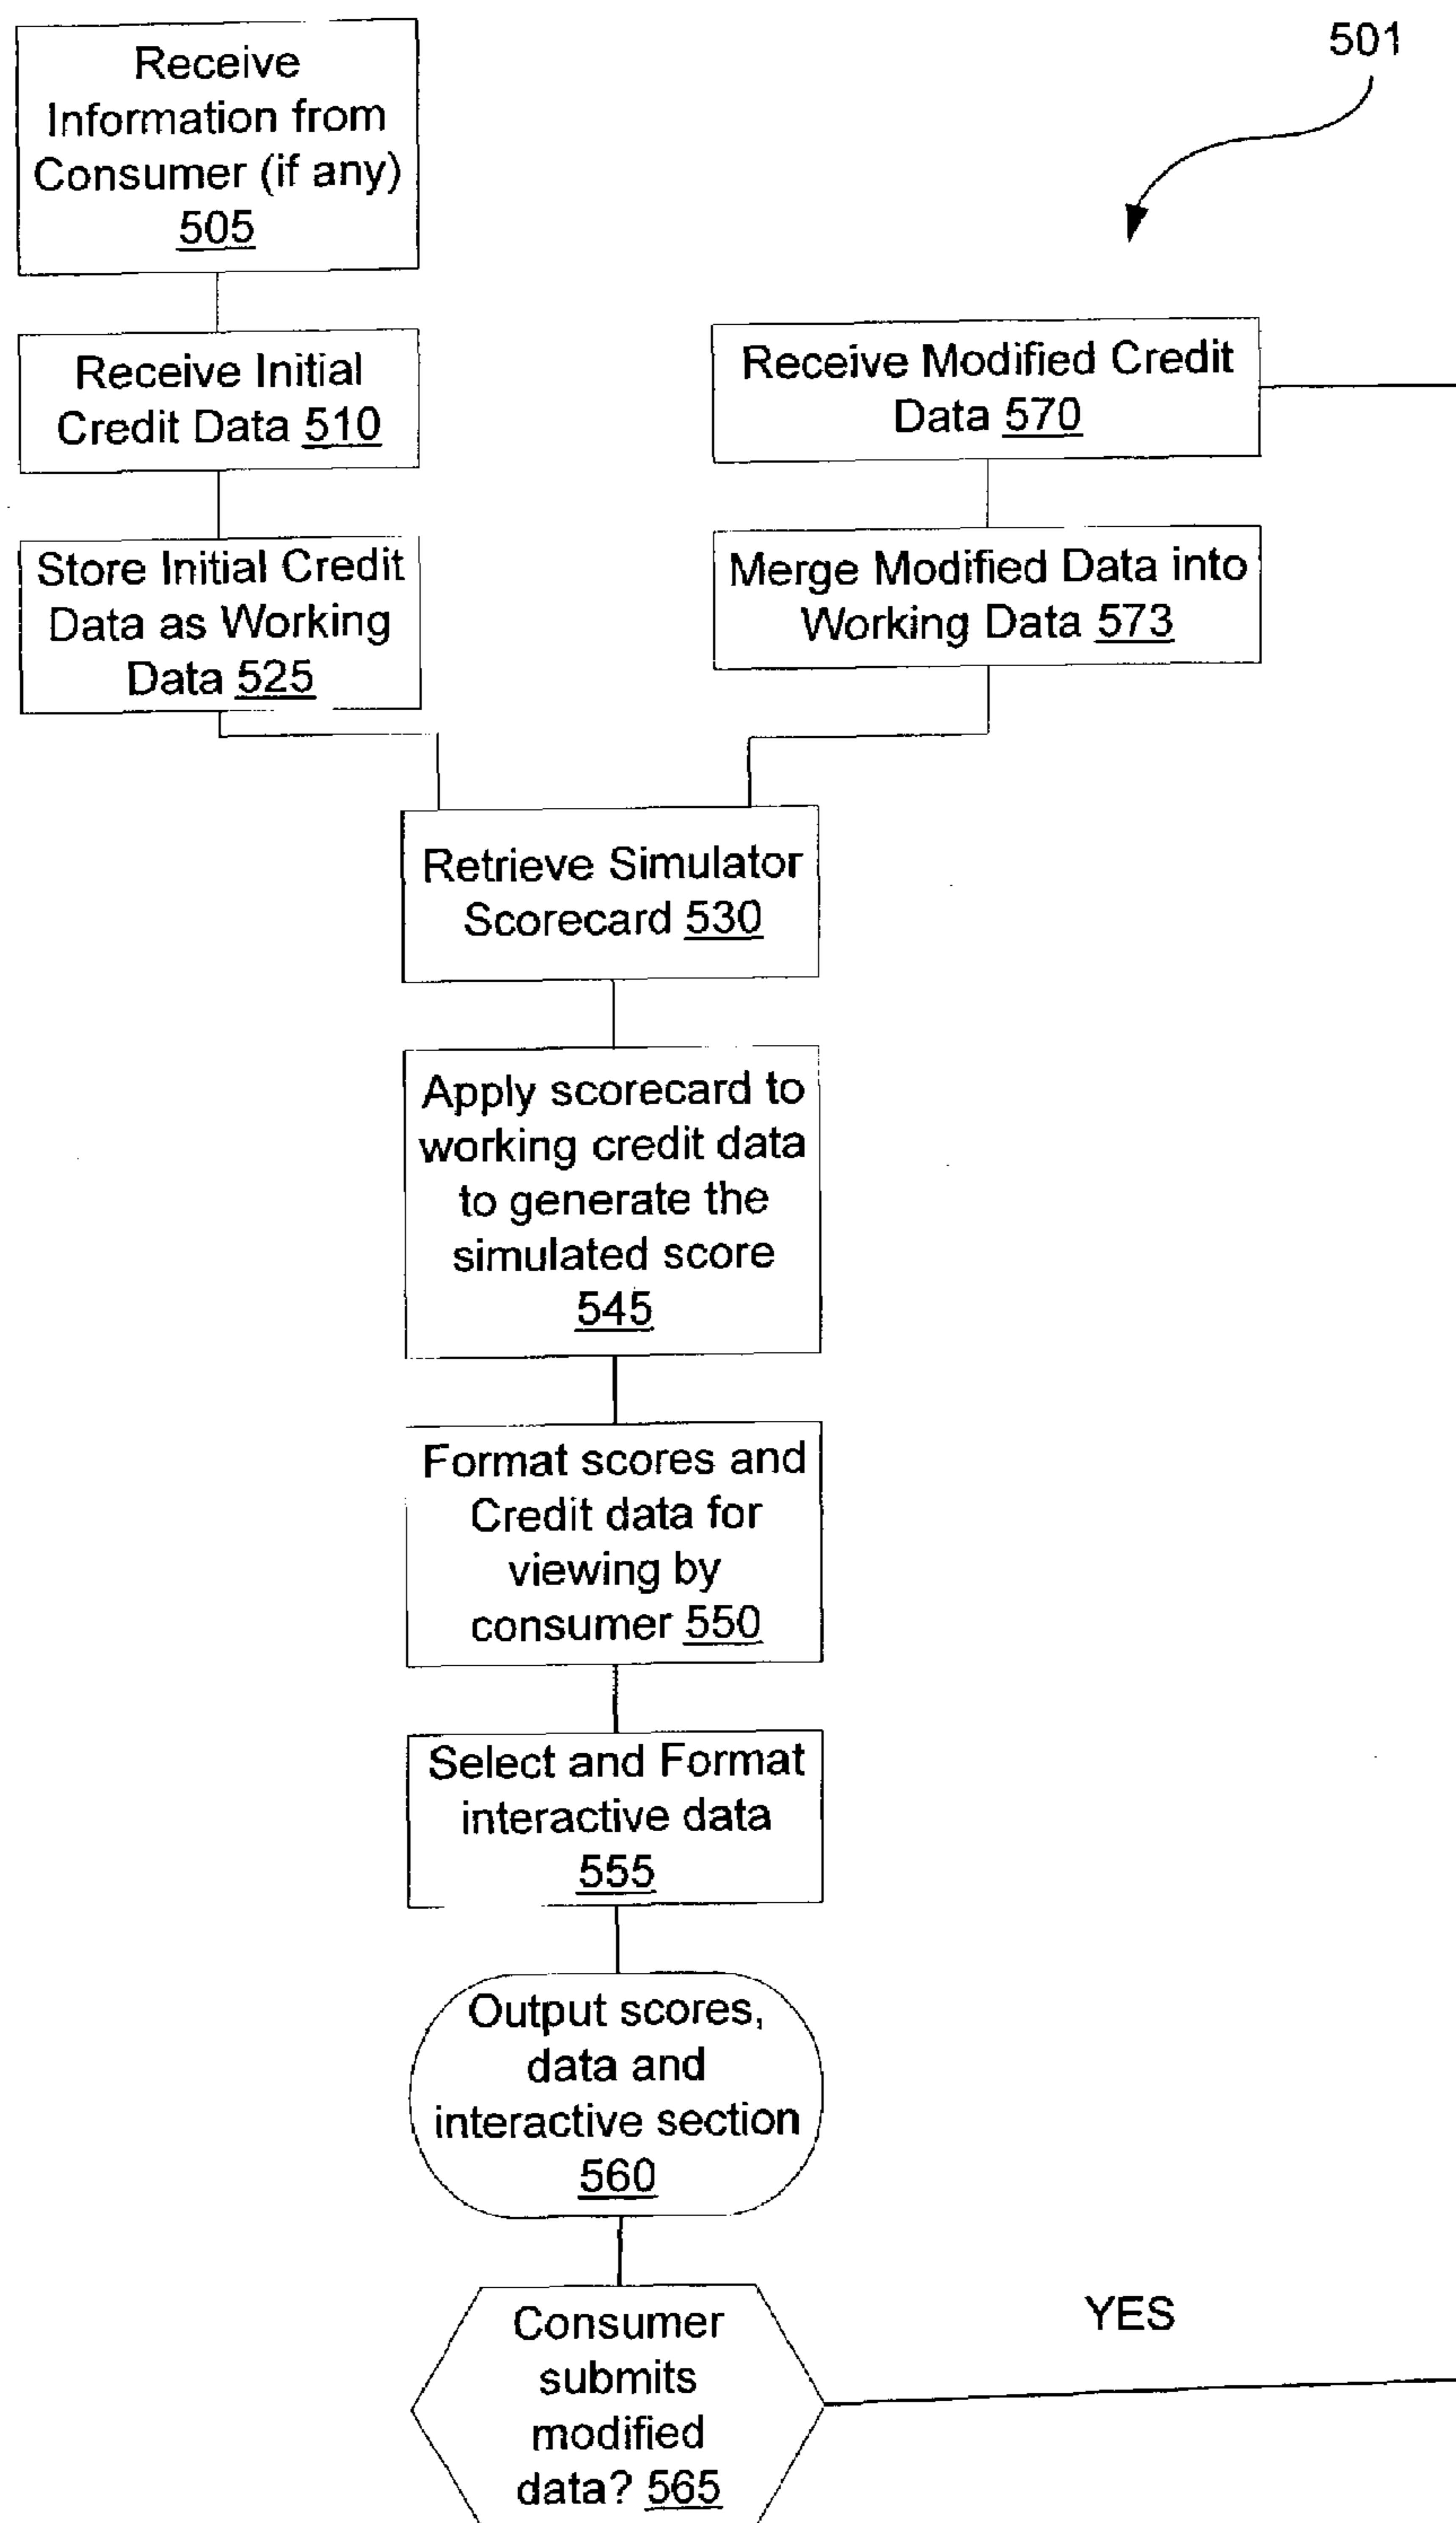 501
Receive
Information from
Consumer (if any)
505
Receive Initial
Credit Data 510
Store Initial Credit
Data as Working
Data 525
Receive Modified Credit
Data 570
Merge Modified Data into
Working Data 573
Retrieve Simulator
Scorecard 530
Apply scorecard to
working credit data
to generate the
simulated score
545
Format scores and
Credit data for
viewing by
consumer 550
Select and Format
interactive data
555
Output scores,
data and
interactive section
560
Consumer
submits
modified
data? 565
YES